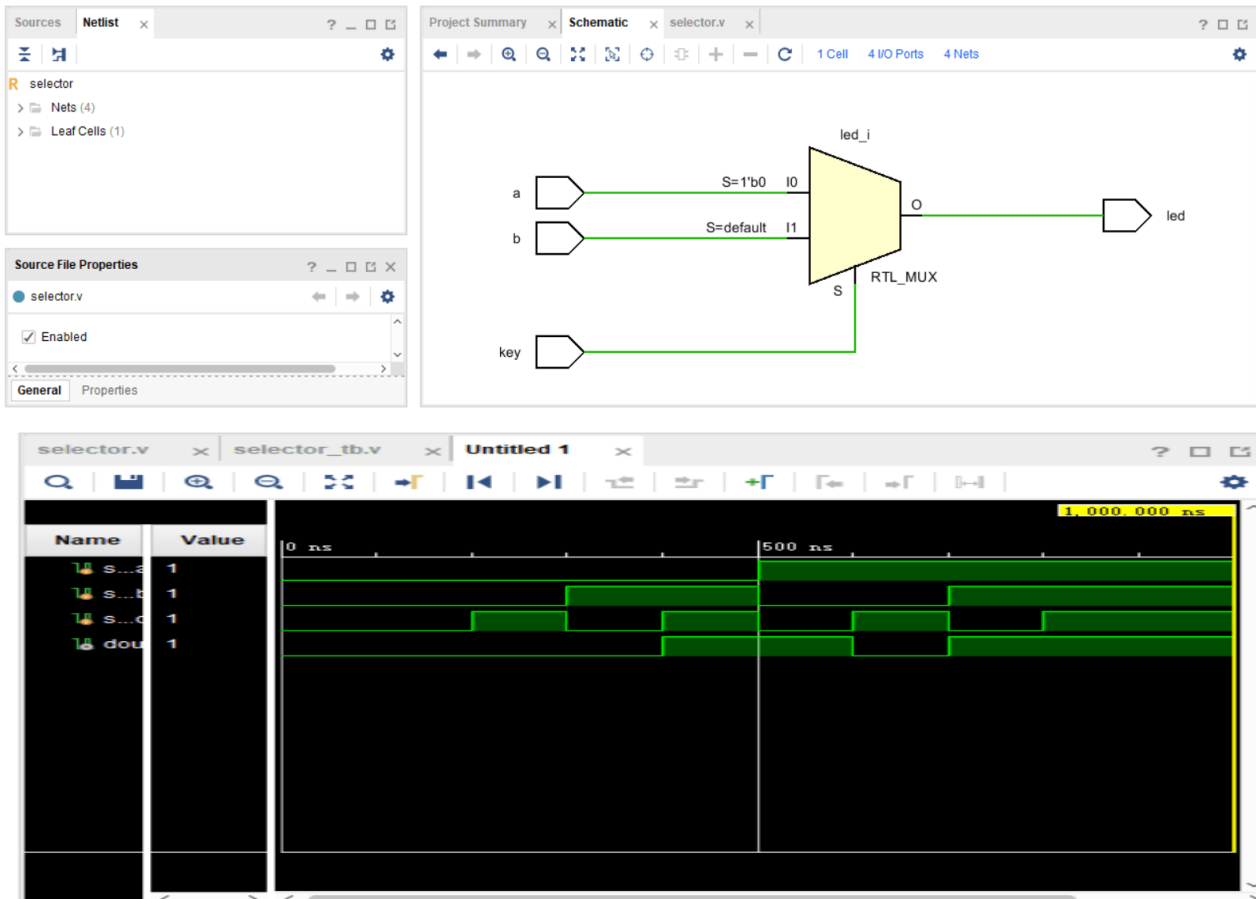 Sources Netlist
selector
Nets (4)
Leaf Cells (1)
Source File Properties
selector.v
Enabled
General Properties
Project Summary Schematic selector.v
1 Cell 4 I/O Ports 4 Nets
led_i
a S=1'b0 I0
O
led
b S=default I1
S RTL_MUX
key
selector.v selector_tb.v Untitled 1
1,000.000 ns
Name Value
0 ns 500 ns
s...a 1
s...b 1
s...c 1
dou 1